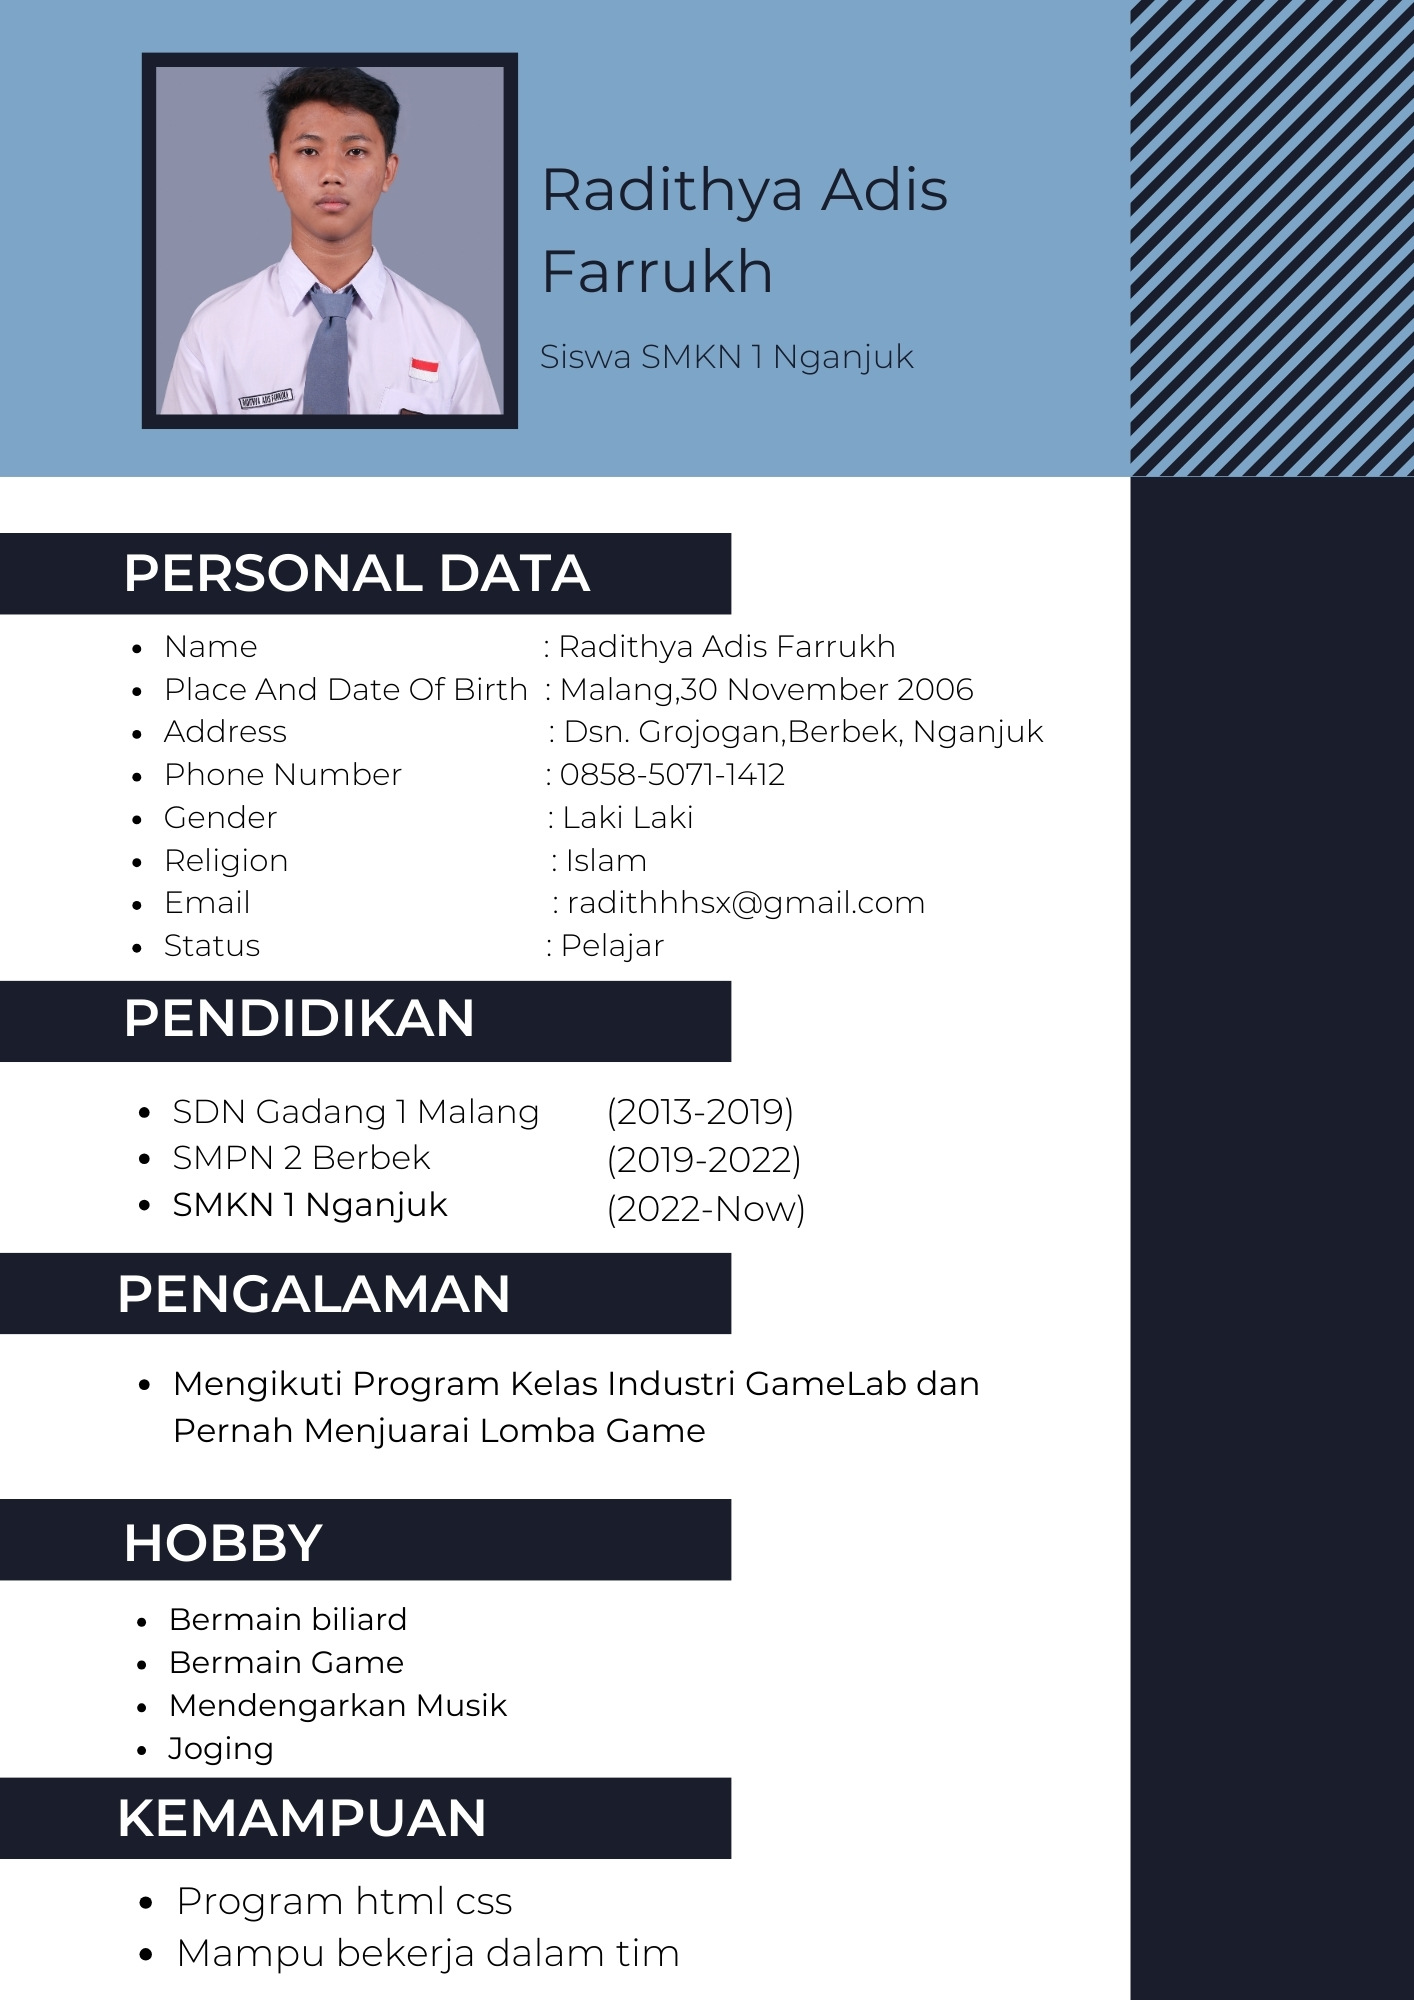 Radithya Adis
Farrukh
Siswa SMKN 1 Nganjuk
RADITHYA ADIS FARRUKH
PERSONAL DATA
• Name : Radithya Adis Farrukh
• Place And Date Of Birth : Malang,30 November 2006
• Address : Dsn. Grojogan,Berbek, Nganjuk
• Phone Number : 0858-5071-1412
• Gender : Laki Laki
• Religion : Islam
• Email : radithhhsx@gmail.com
• Status : Pelajar
PENDIDIKAN
• SDN Gadang 1 Malang (2013-2019)
• SMPN 2 Berbek (2019-2022)
• SMKN 1 Nganjuk (2022-Now)
PENGALAMAN
• Mengikuti Program Kelas Industri GameLab dan
Pernah Menjuarai Lomba Game
HOBBY
• Bermain biliard
• Bermain Game
• Mendengarkan Musik
• Joging
KEMAMPUAN
• Program html css
• Mampu bekerja dalam tim